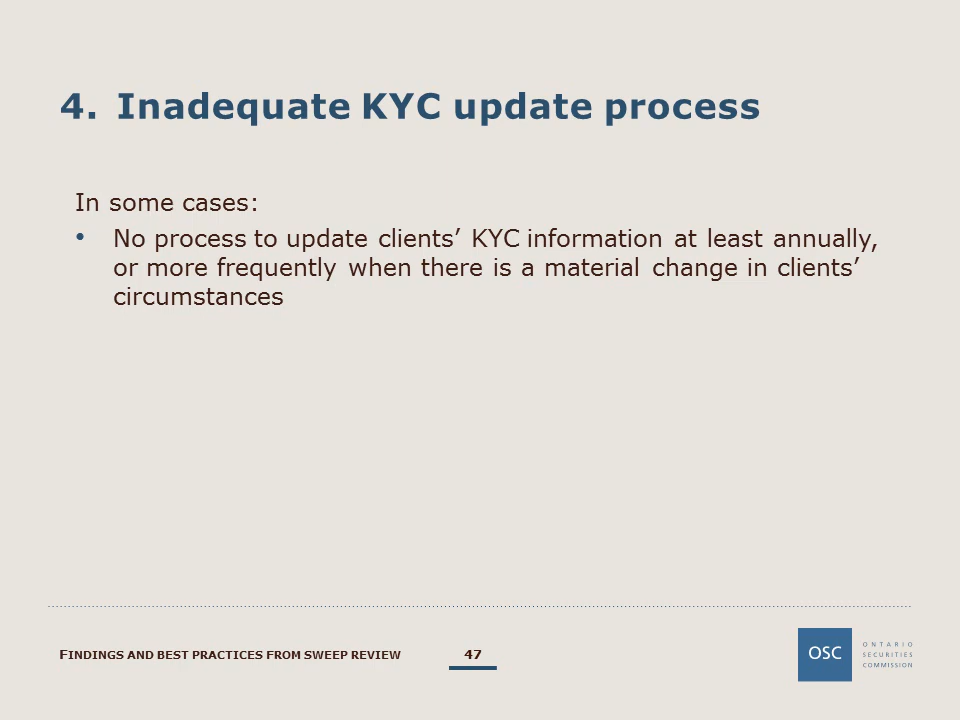 4. Inadequate KYC update process
In some cases:
• No process to update clients’ KYC information at least annually,
or more frequently when there is a material change in clients’
circumstances
FINDINGS AND BEST PRACTICES FROM SWEEP REVIEW
47
OSC
ONTARIO
SECURITIES
COMMISSION